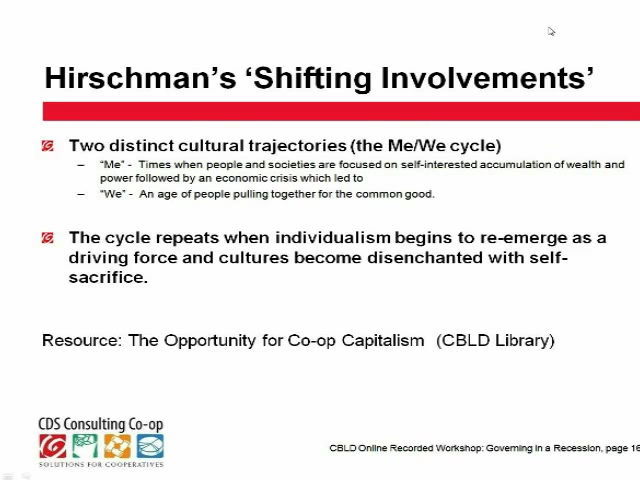 Hirschman's 'Shifting Involvements'
Two distinct cultural trajectories (the Me/We cycle)
– "Me" - Times when people and societies are focused on self-interested accumulation of wealth and
power followed by an economic crisis which led to
– "We" - An age of people pulling together for the common good.
The cycle repeats when individualism begins to re-emerge as a
driving force and cultures become disenchanted with self-
sacrifice.
Resource: The Opportunity for Co-op Capitalism (CBLD Library)
CDS Consulting Co-op
SOLUTIONS FOR COOPERATIVES
CBLD Online Recorded Workshop: Governing in a Recession, page 16